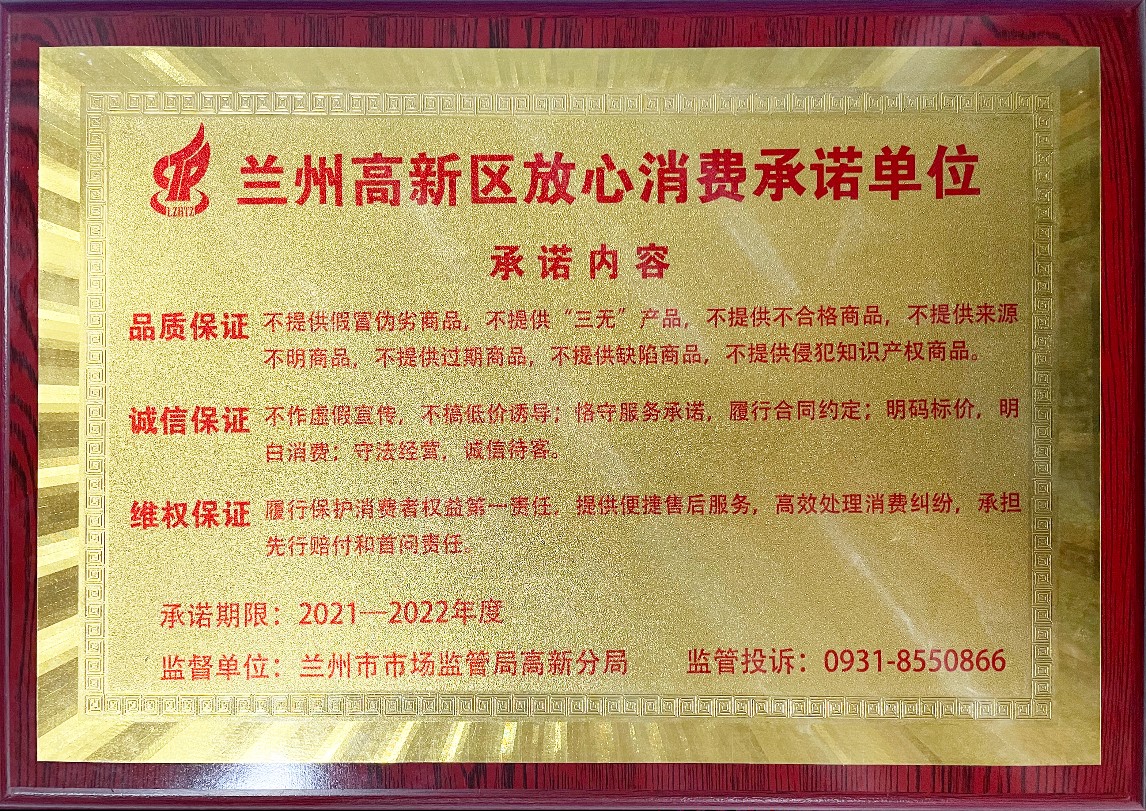 LZHTZ
兰州高新区放心消费承诺单位
承诺内容
品质保证 不提供假冒伪劣商品，不提供“三无”产品，不提供不合格商品，不提供来源
不明商品，不提供过期商品，不提供缺陷商品，不提供侵犯知识产权商品。
诚信保证 不作虚假宣传，不搞低价诱导；恪守服务承诺，履行合同约定；明码标价，明
白消费；守法经营，诚信待客。
维权保证 履行保护消费者权益第一责任，提供便捷售后服务，高效处理消费纠纷，承担
先行赔付和首问责任。
承诺期限：2021—2022年度
监督单位：兰州市市场监管局高新分局 监管投诉：0931-8550866